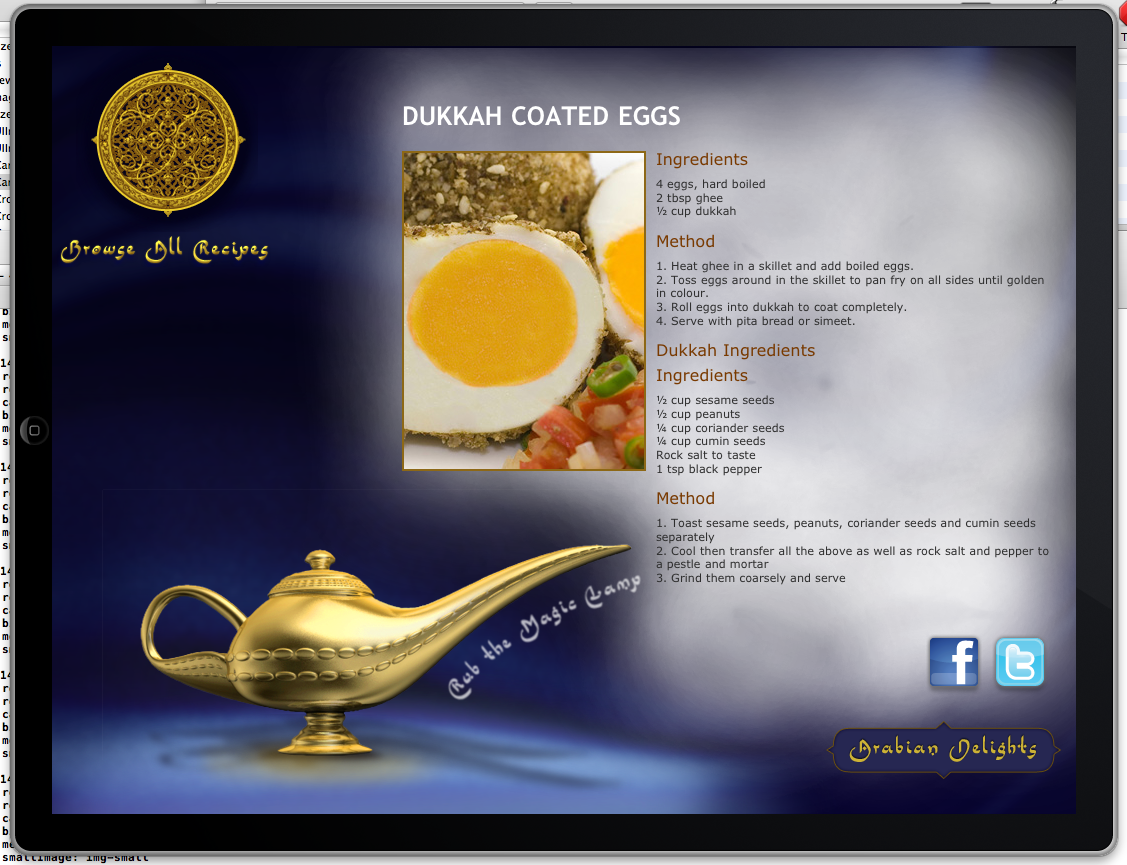 DUKKAH COATED EGGS
Browse All Recipes
Ingredients
4 eggs, hard boiled
2 tbsp ghee
½ cup dukkah
Method
1. Heat ghee in a skillet and add boiled eggs.
2. Toss eggs around in the skillet to pan fry on all sides until golden
in colour.
3. Roll eggs into dukkah to coat completely.
4. Serve with pita bread or simeet.
Dukkah Ingredients
Ingredients
½ cup sesame seeds
½ cup peanuts
¼ cup coriander seeds
¼ cup cumin seeds
Rock salt to taste
1 tsp black pepper
Method
1. Toast sesame seeds, peanuts, coriander seeds and cumin seeds
separately
2. Cool then transfer all the above as well as rock salt and pepper to
a pestle and mortar
3. Grind them coarsely and serve
Rub the Magic Lamp
f
t
Arabian Delights
smallimage: img-small